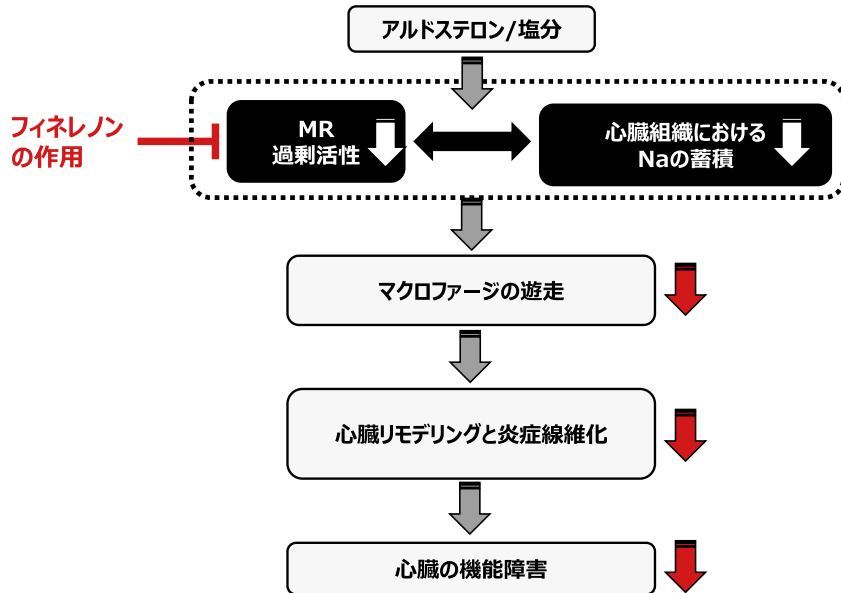 アルドステロン/塩分
フィネレノン
の作用
MR
過剰活性
心臓組織における
Naの蓄積
マクロファージの遊走
心臓リモデリングと炎症線維化
心臓の機能障害